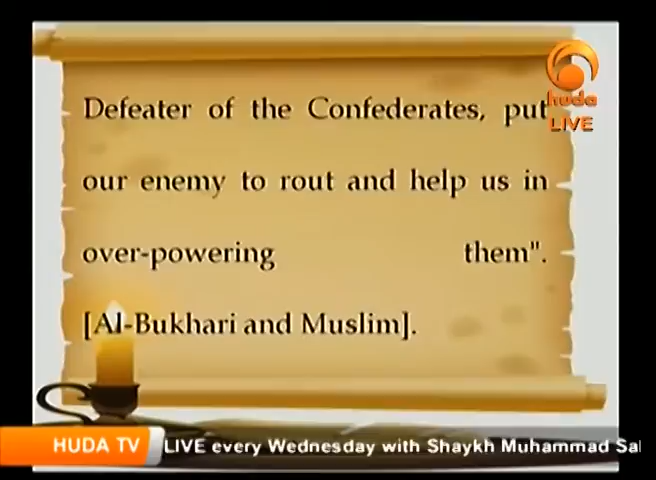 Defeater of the Confederates, put
our enemy to rout and help us in
over-powering them".
[Al-Bukhari and Muslim].
huda
LIVE
HUDA TV LIVE every Wednesday with Shaykh Muhammad